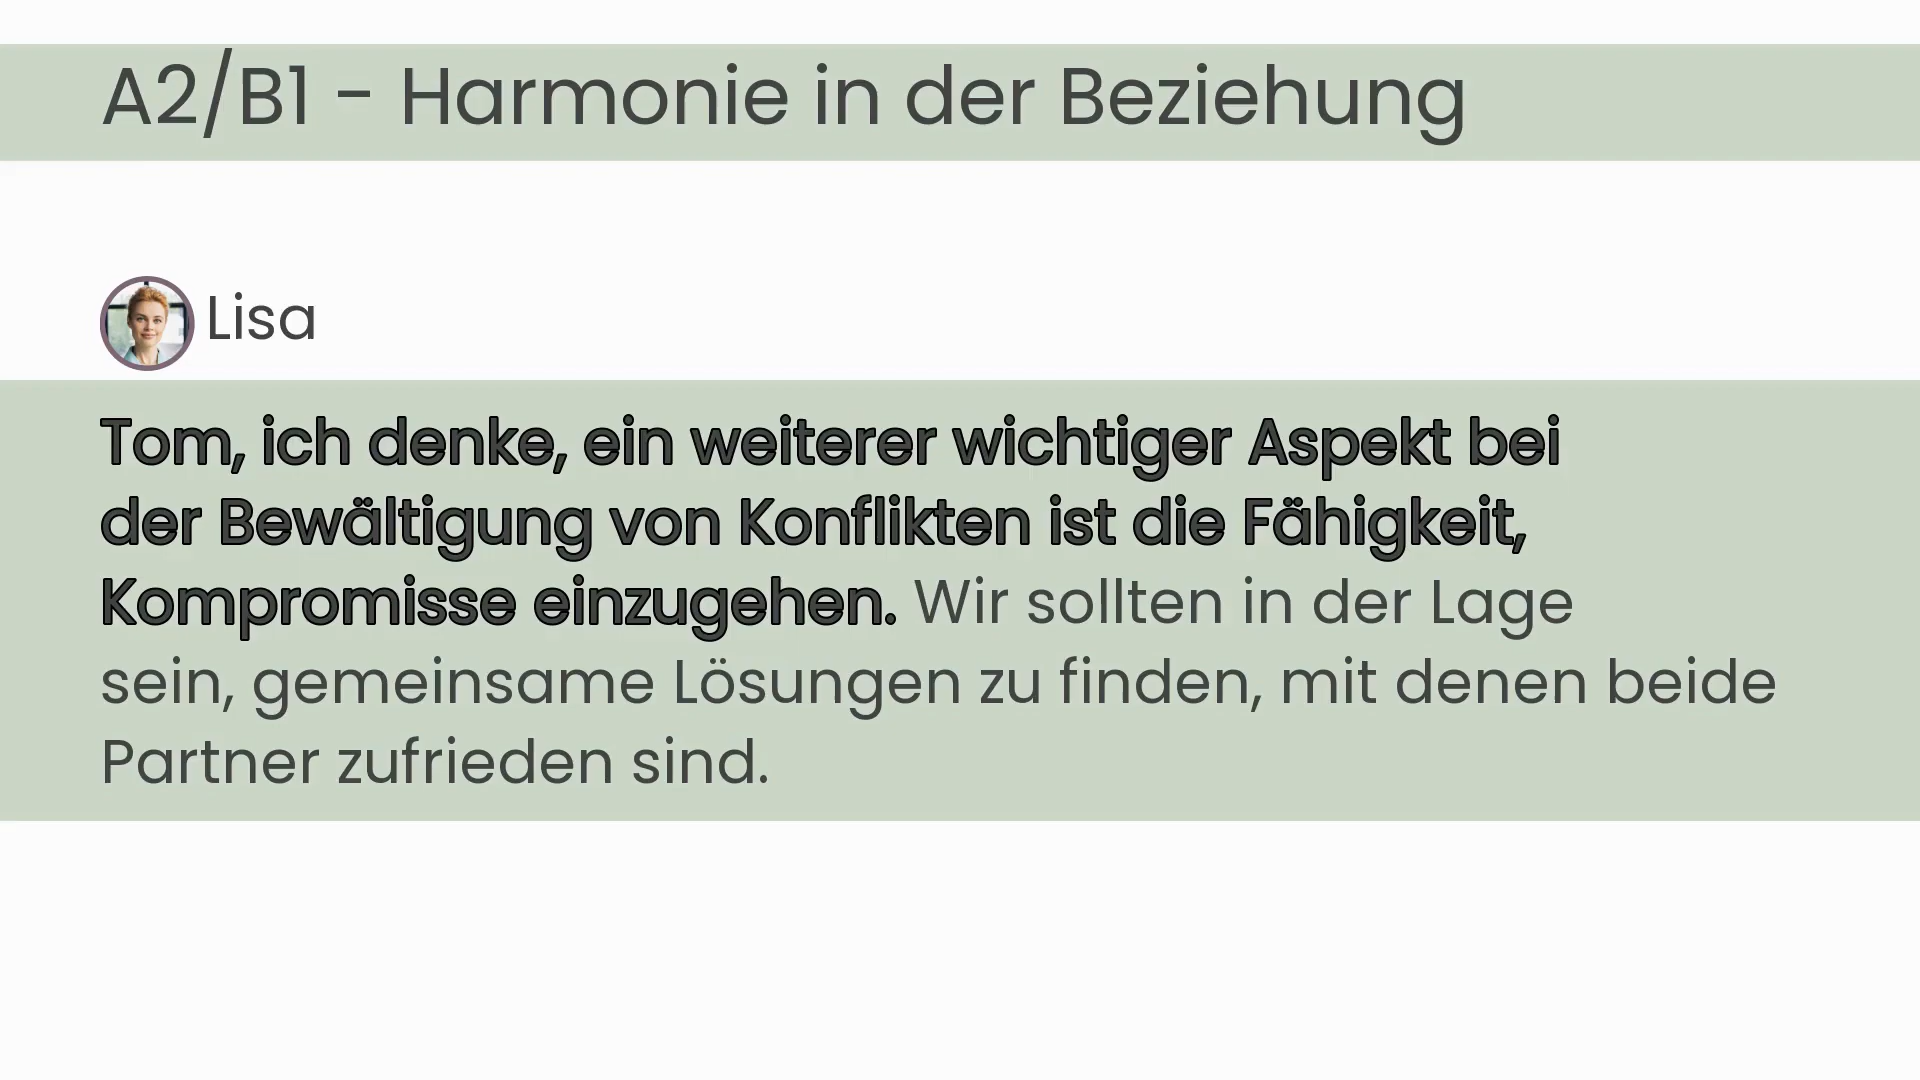 A2/B1 - Harmonie in der Beziehung
Lisa
Tom, ich denke, ein weiterer wichtiger Aspekt bei
der Bewältigung von Konflikten ist die Fähigkeit,
Kompromisse einzugehen. Wir sollten in der Lage
sein, gemeinsame Lösungen zu finden, mit denen beide
Partner zufrieden sind.